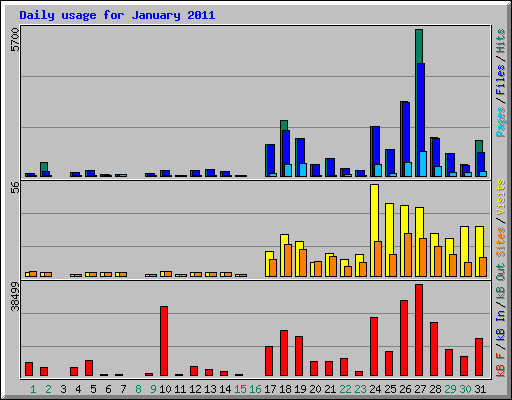 Daily usage for January 2011
5700
Pages / Files / Hits
56
Sites / Visits
38499
kB F / kB In / kB Out
1 2 3 4 5 6 7 8 9 10 11 12 13 14 15 16 17 18 19 20 21 22 23 24 25 26 27 28 29 30 31